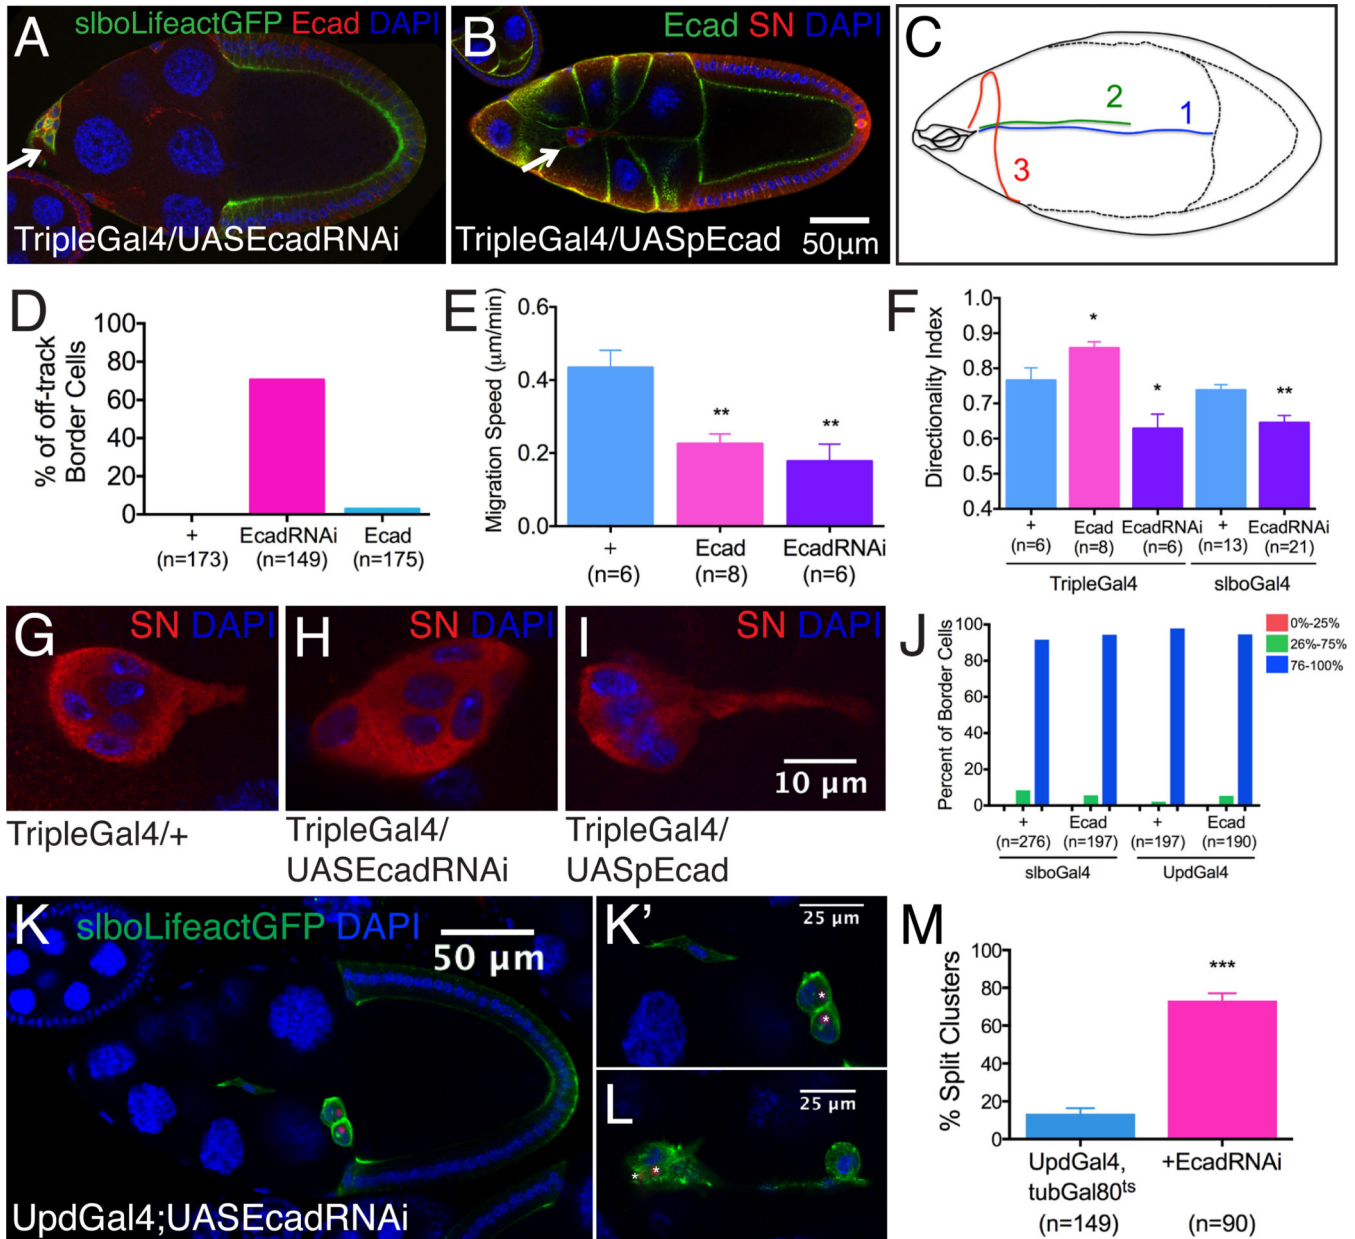 A
slboLifeactGFP Ecad DAPI
TripleGal4/UASEcadRNAi
B
Ecad SN DAPI
TripleGal4/UASpEcad
50µm
C
1
2
3
D
% of off-track
Border Cells
100
80
60
40
20
0
+
EcadRNAi
Ecad
(n=173)
(n=149)
(n=175)
E
Migration Speed (µm/min)
0.6
0.4
0.2
0.0
**
**
+
Ecad
EcadRNAi
(n=6)
(n=8)
(n=6)
F
Directionality Index
1.0
0.9
0.8
0.7
0.6
0.5
0.4
*
*
**
+
Ecad
EcadRNAi
+
EcadRNAi
(n=6)
(n=8)
(n=6)
(n=13)
(n=21)
TripleGal4
slboGal4
G
SN DAPI
TripleGal4/+
H
SN DAPI
TripleGal4/
UASEcadRNAi
I
SN DAPI
10 µm
TripleGal4/
UASpEcad
J
Percent of Border Cells
100
80
60
40
20
0
0%-25%
26%-75%
76-100%
+
Ecad
+
Ecad
(n=276)
(n=197)
(n=197)
(n=190)
slboGal4
UpdGal4
K
slboLifeactGFP DAPI
50 µm
UpdGal4;UASEcadRNAi
K'
25 µm
*
*
L
25 µm
*
*
M
% Split Clusters
100
80
60
40
20
0
***
UpdGal4,
tubGal80ts
(n=149)
+EcadRNAi
(n=90)